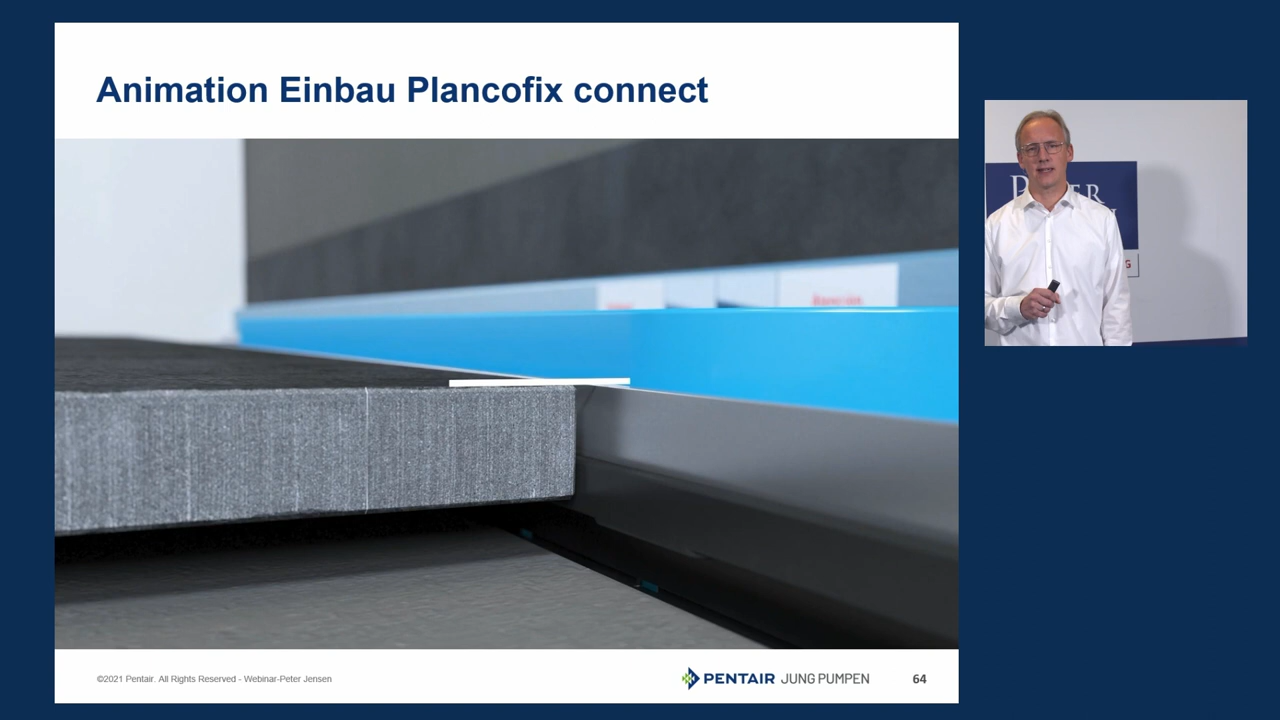 Animation Einbau Plancofix connect
©2021 Pentair. All Rights Reserved - Webinar-Peter Jensen
PENTAIR JUNG PUMPEN
64